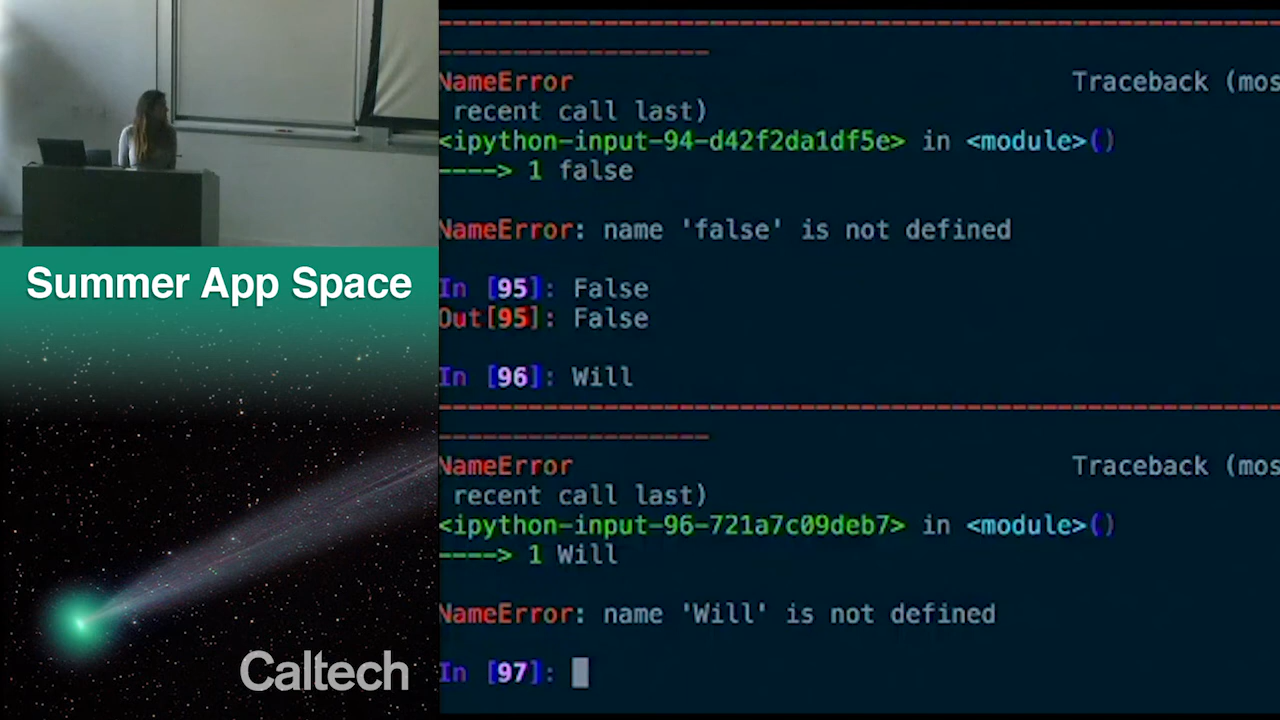 Summer App Space
Caltech
NameError Traceback (mos
recent call last)
<ipython-input-94-d42f2da1df5e> in <module>()
----> 1 false
NameError: name 'false' is not defined
In [95]: False
Out[95]: False
In [96]: Will
NameError Traceback (mos
recent call last)
<ipython-input-96-721a7c09deb7> in <module>()
----> 1 Will
NameError: name 'Will' is not defined
In [97]: